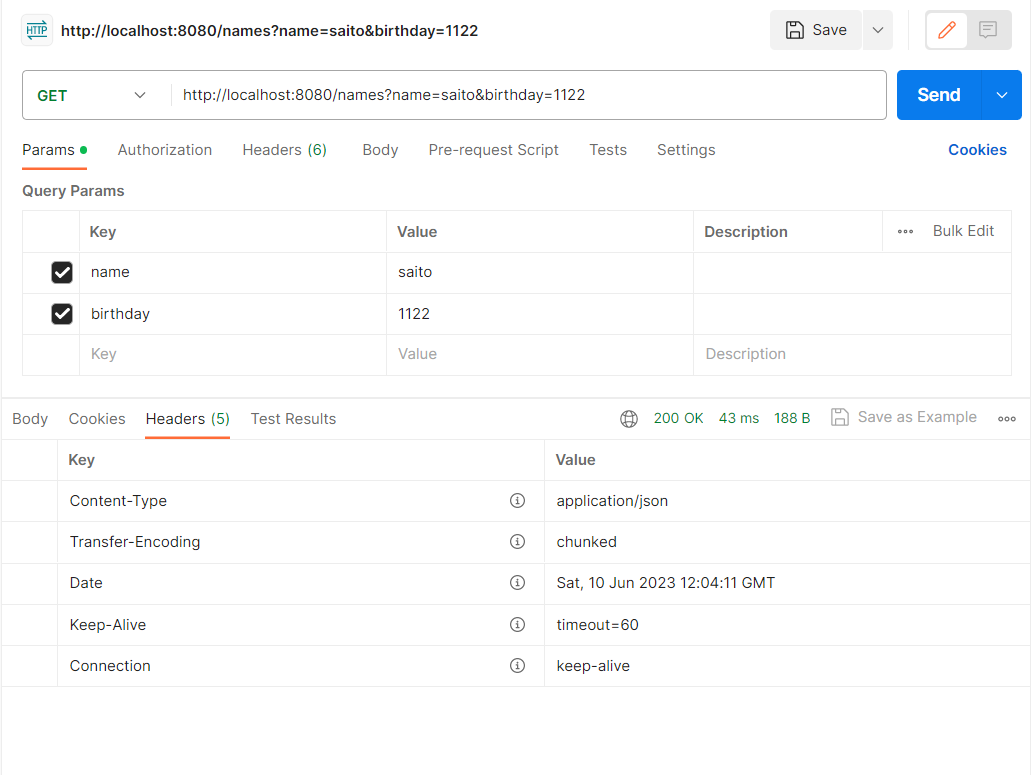 HTTP http://localhost:8080/names?name=saito&birthday=1122 Save
GET http://localhost:8080/names?name=saito&birthday=1122 Send
Params Authorization Headers (6) Body Pre-request Script Tests Settings Cookies
Query Params
Key Value Description Bulk Edit
name saito
birthday 1122
Key Value Description
Body Cookies Headers (5) Test Results 200 OK 43 ms 188 B Save as Example
Key Value
Content-Type application/json
Transfer-Encoding chunked
Date Sat, 10 Jun 2023 12:04:11 GMT
Keep-Alive timeout=60
Connection keep-alive